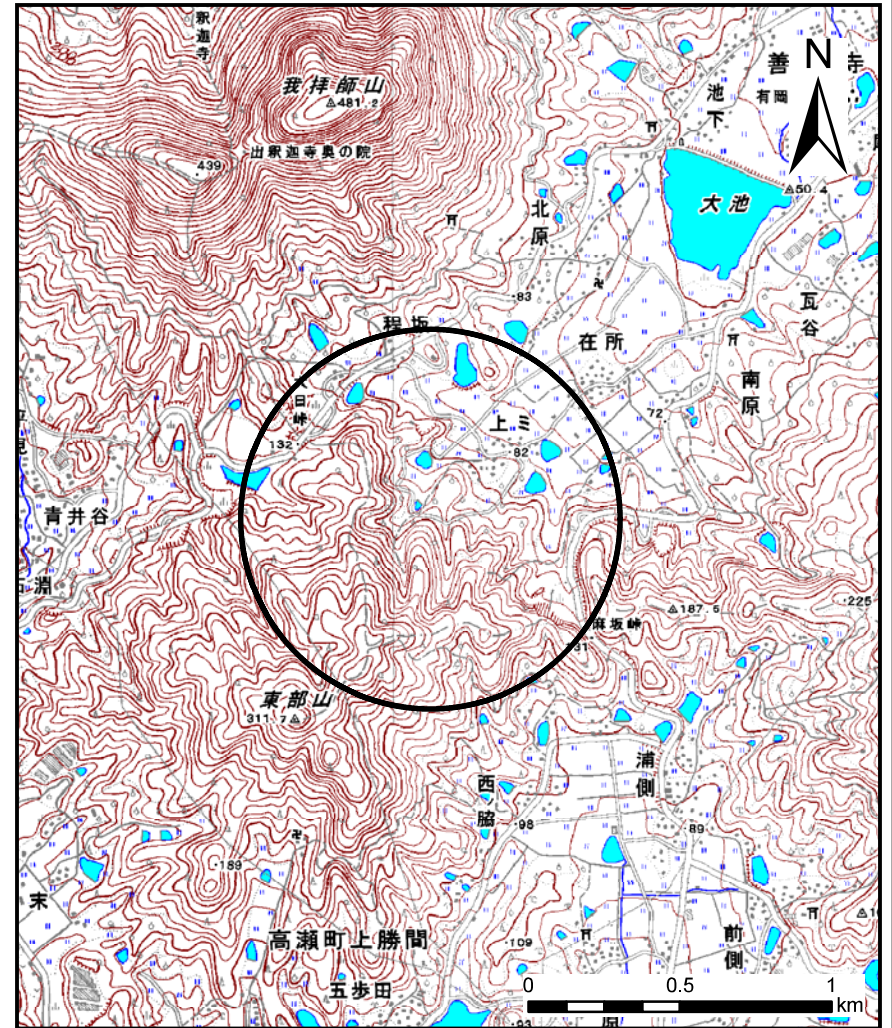 釈迦寺
我拝師山
481.2
出釈迦寺奥の院
439
善
寺
池下
有岡
N
50.4
大池
北原
83
瓦谷
程坂
在所
南原
日峠
上ミ
72
132
82
青井谷
225
187.5
麻坂峠
31
東部山
311.7
浦側
西脇
98
89
189
末
高瀬町上勝間
109
前側
五歩田
0 0.5 1
km
93
原